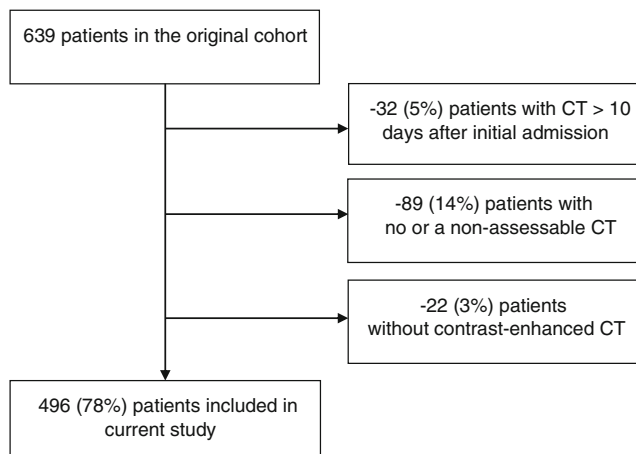 639 patients in the original cohort
-32 (5%) patients with CT > 10
days after initial admission
-89 (14%) patients with
no or a non-assessable CT
-22 (3%) patients
without contrast-enhanced CT
496 (78%) patients included in
current study